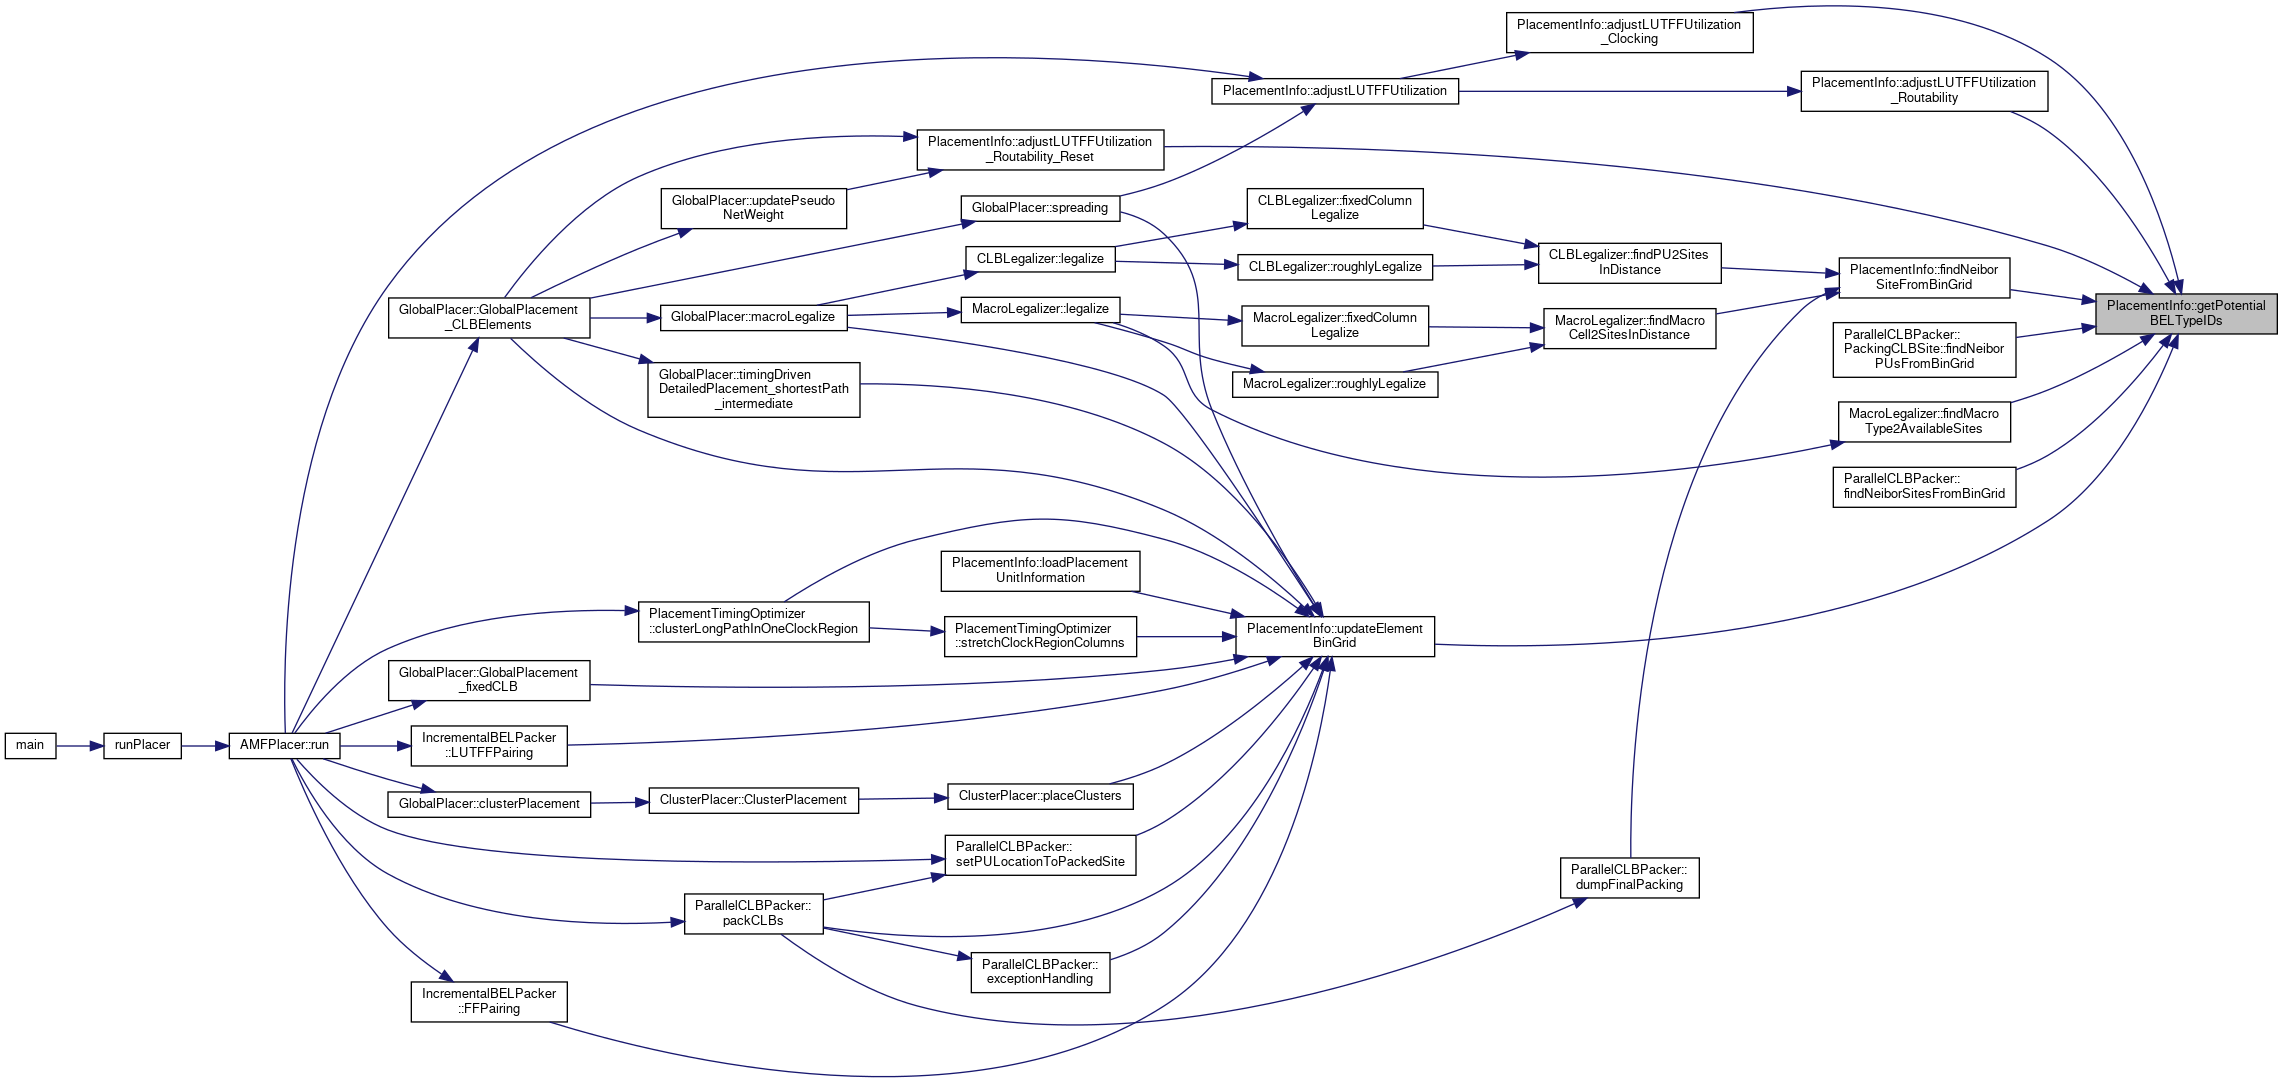 PlacementInfo::adjustLUTFFUtilization
_Clocking
PlacementInfo::adjustLUTFFUtilization
PlacementInfo::adjustLUTFFUtilization
_Routability
PlacementInfo::adjustLUTFFUtilization
_Routability_Reset
GlobalPlacer::updatePseudo
NetWeight
GlobalPlacer::spreading
CLBLegalizer::fixedColumn
Legalize
CLBLegalizer::legalize
CLBLegalizer::roughlyLegalize
CLBLegalizer::findPU2Sites
InDistance
PlacementInfo::findNeibor
SiteFromBinGrid
GlobalPlacer::GlobalPlacement
_CLBElements
GlobalPlacer::macroLegalize
MacroLegalizer::legalize
MacroLegalizer::fixedColumn
Legalize
MacroLegalizer::findMacro
Cell2SitesInDistance
PlacementInfo::getPotential
BELTypeIDs
ParallelCLBPacker::
PackingCLBSite::findNeibor
PUsFromBinGrid
GlobalPlacer::timingDriven
DetailedPlacement_shortestPath
_intermediate
MacroLegalizer::roughlyLegalize
MacroLegalizer::findMacro
Type2AvailableSites
ParallelCLBPacker::
findNeiborSitesFromBinGrid
PlacementInfo::loadPlacement
UnitInformation
PlacementTimingOptimizer
::clusterLongPathInOneClockRegion
PlacementTimingOptimizer
::stretchClockRegionColumns
PlacementInfo::updateElement
BinGrid
GlobalPlacer::GlobalPlacement
_fixedCLB
main
runPlacer
AMFPlacer::run
IncrementalBELPacker
::LUTFFPairing
GlobalPlacer::clusterPlacement
ClusterPlacer::ClusterPlacement
ClusterPlacer::placeClusters
ParallelCLBPacker::
setPULocationToPackedSite
ParallelCLBPacker::
dumpFinalPacking
ParallelCLBPacker::
packCLBs
ParallelCLBPacker::
exceptionHandling
IncrementalBELPacker
::FFPairing